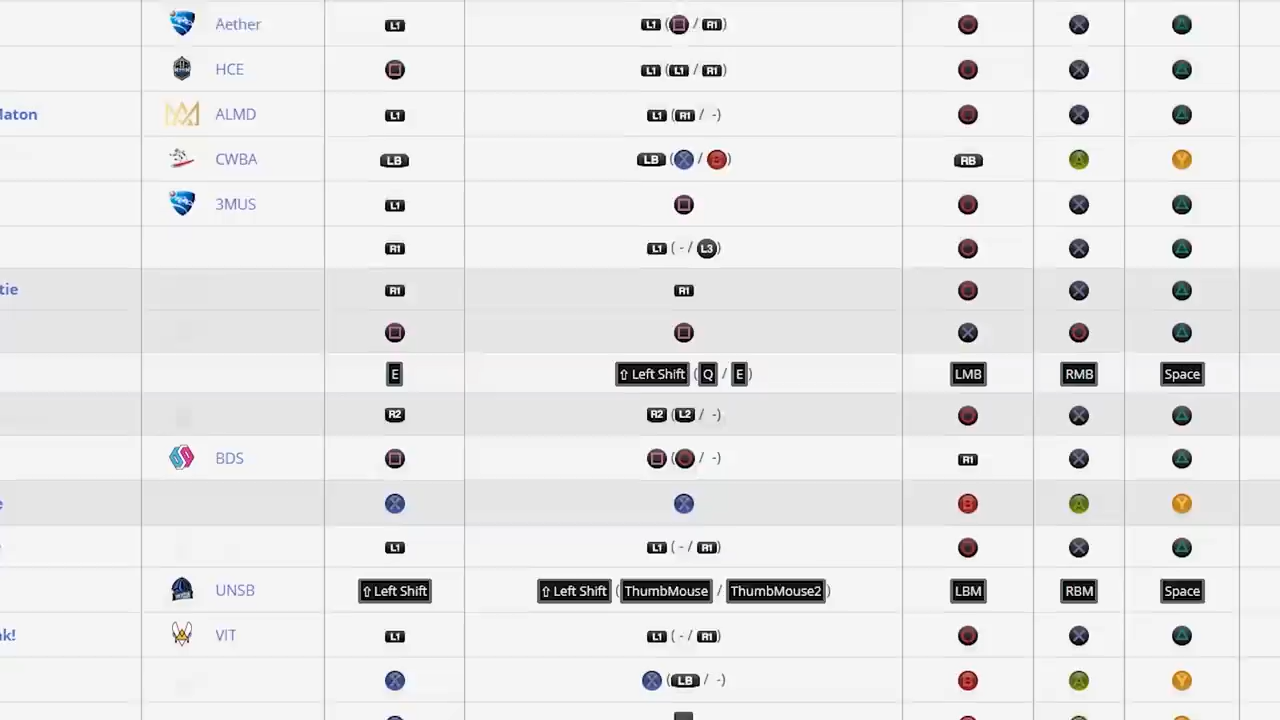 Aether L1 L1 ( / R1)
HCE L1 (L1 / R1)
Maton ALMD L1 L1 (R1 / -)
CWBA LB LB (X / B) RB A Y
3MUS L1
R1 L1 ( - / L3)
tie R1 R1
E ⇧ Left Shift ( Q / E ) LMB RMB Space
R2 R2 (L2 / -)
BDS ( / -) R1
e X X B A Y
L1 L1 ( - / R1)
UNSB ⇧ Left Shift ⇧ Left Shift ( ThumbMouse / ThumbMouse2 ) LBM RBM Space
ak! VIT L1 L1 ( - / R1)
X X (LB / -) B A Y